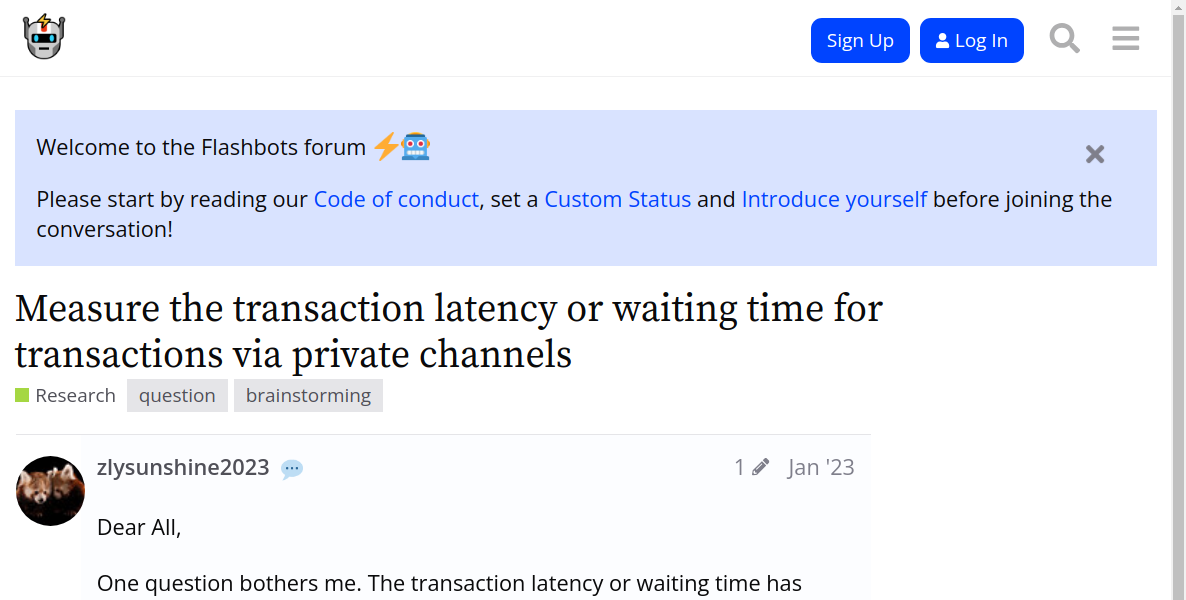 Sign Up
Log In
Welcome to the Flashbots forum
Please start by reading our Code of conduct, set a Custom Status and Introduce yourself before joining the
conversation!
Measure the transaction latency or waiting time for
transactions via private channels
Research question brainstorming
zlysunshine2023 1 Jan '23
Dear All,
One question bothers me. The transaction latency or waiting time has